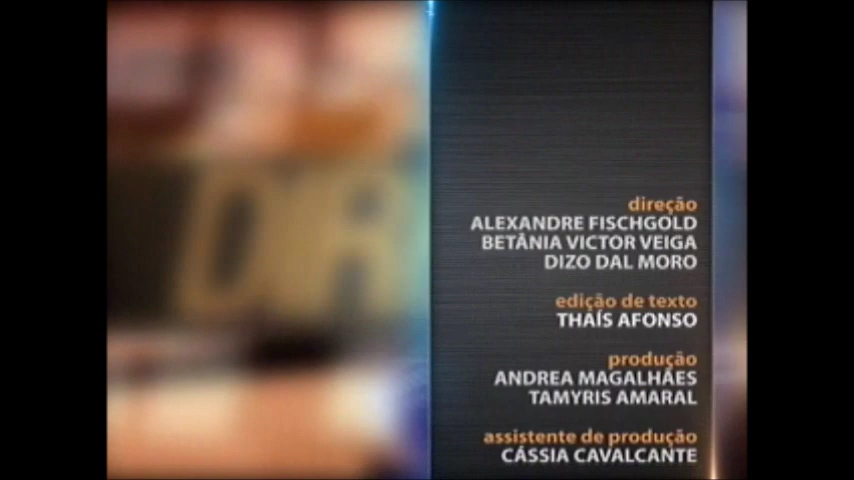 direção
ALEXANDRE FISCHGOLD
BETÂNIA VICTOR VEIGA
DIZO DAL MORO
edição de texto
THAÍS AFONSO
produção
ANDREA MAGALHÃES
TAMYRIS AMARAL
assistente de produção
CÁSSIA CAVALCANTE